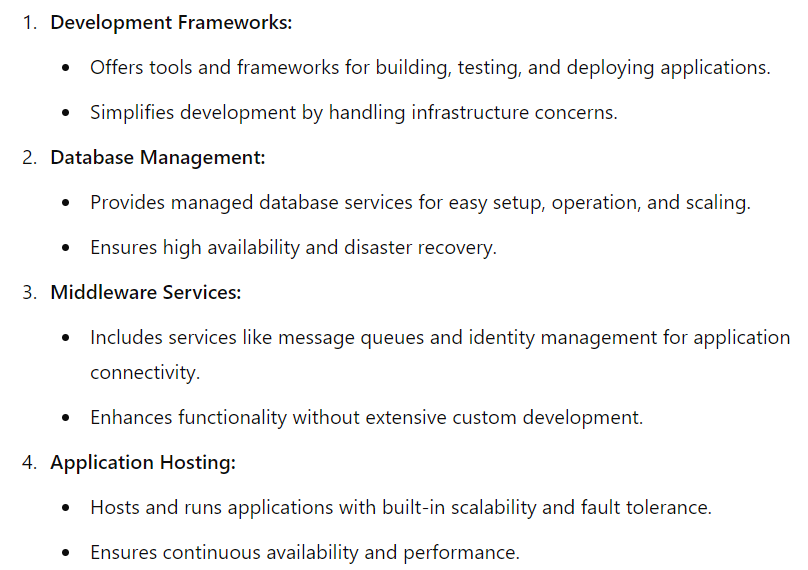 1. Development Frameworks:
• Offers tools and frameworks for building, testing, and deploying applications.
• Simplifies development by handling infrastructure concerns.
2. Database Management:
• Provides managed database services for easy setup, operation, and scaling.
• Ensures high availability and disaster recovery.
3. Middleware Services:
• Includes services like message queues and identity management for application
connectivity.
• Enhances functionality without extensive custom development.
4. Application Hosting:
• Hosts and runs applications with built-in scalability and fault tolerance.
• Ensures continuous availability and performance.